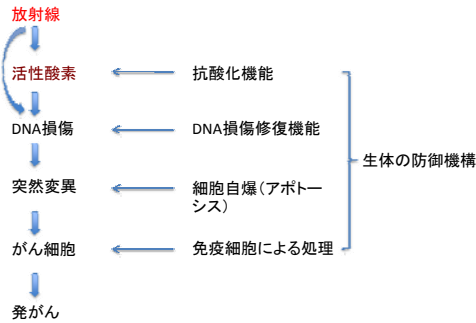 放射線
活性酸素
抗酸化機能
DNA損傷
DNA損傷修復機能
生体の防御機構
突然変異
細胞自爆(アポトー
シス)
がん細胞
免疫細胞による処理
発がん